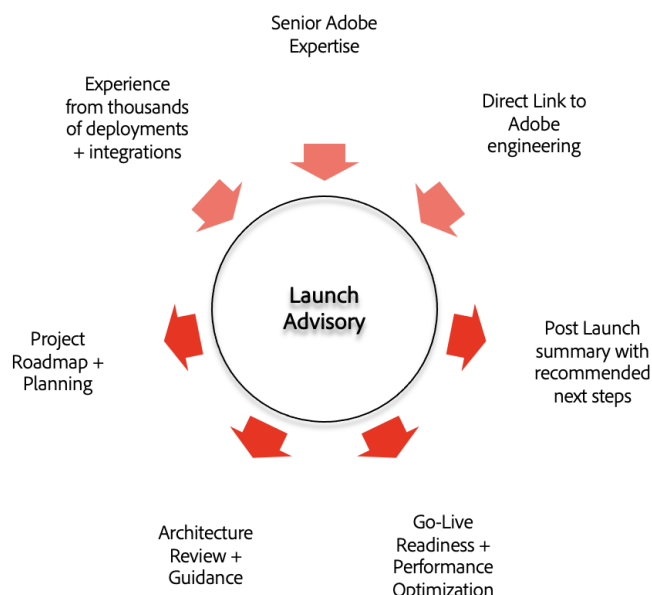 Senior Adobe
Expertise
Experience
from thousands
of deployments
+ integrations
Direct Link to
Adobe
engineering
Launch
Advisory
Project
Roadmap +
Planning
Post Launch
summary with
recommended
next steps
Architecture
Review +
Guidance
Go-Live
Readiness +
Performance
Optimization